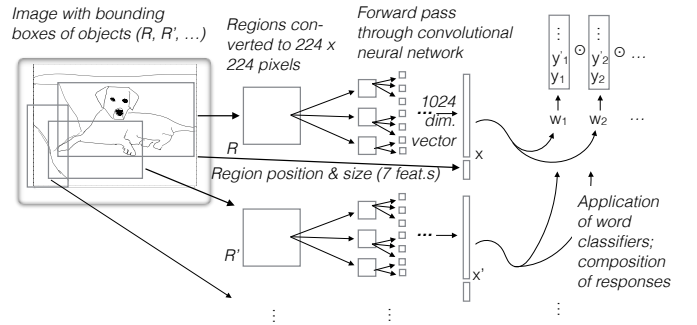 Image with bounding
boxes of objects (R, R’, …)
Regions con-
verted to 224 x
224 pixels
Forward pass
through convolutional
neural network
⋮ ⋮
y'1 ⊙ y'2 ⊙ …
y1 y2
R
... 1024
dim.
vector
x
w1 w2 ...
Region position & size (7 feat.s)
R’
...
x’
Application
of word
classifiers;
composition
of responses
⋮ ⋮ ⋮